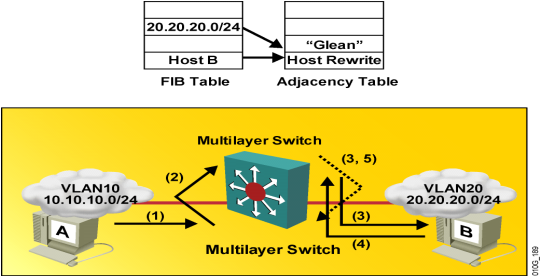 20.20.20.0/24
Host B
FIB Table
“Glean”
Host Rewrite
Adjacency Table
Multilayer Switch
VLAN10
10.10.10.0/24
(2)
(1)
A
Multilayer Switch
(3, 5)
(3)
(4)
VLAN20
20.20.20.0/24
B
010G_189